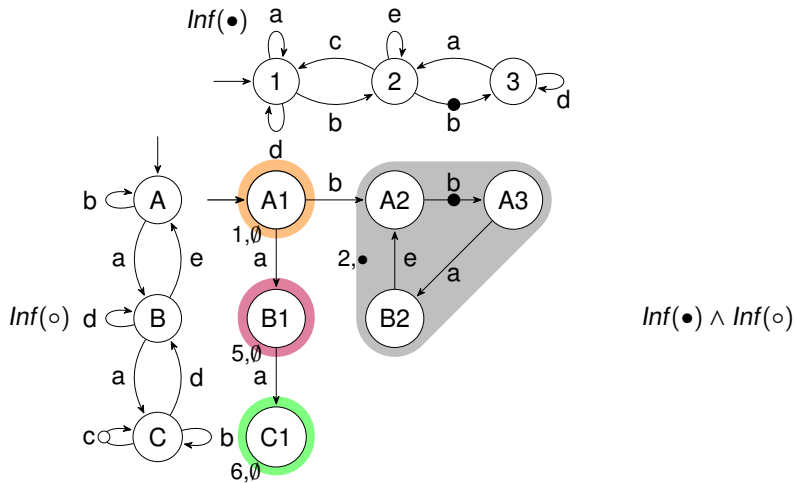 Inf(●)
a
e
c
a
1
2
3
b
b
d
d
b
A
A1
b
A2
b
A3
1,∅
a
e
a
2,●
e
a
Inf(○)
d
B
B1
B2
Inf(●) ∧ Inf(○)
5,∅
a
d
a
c
C
b
C1
6,∅